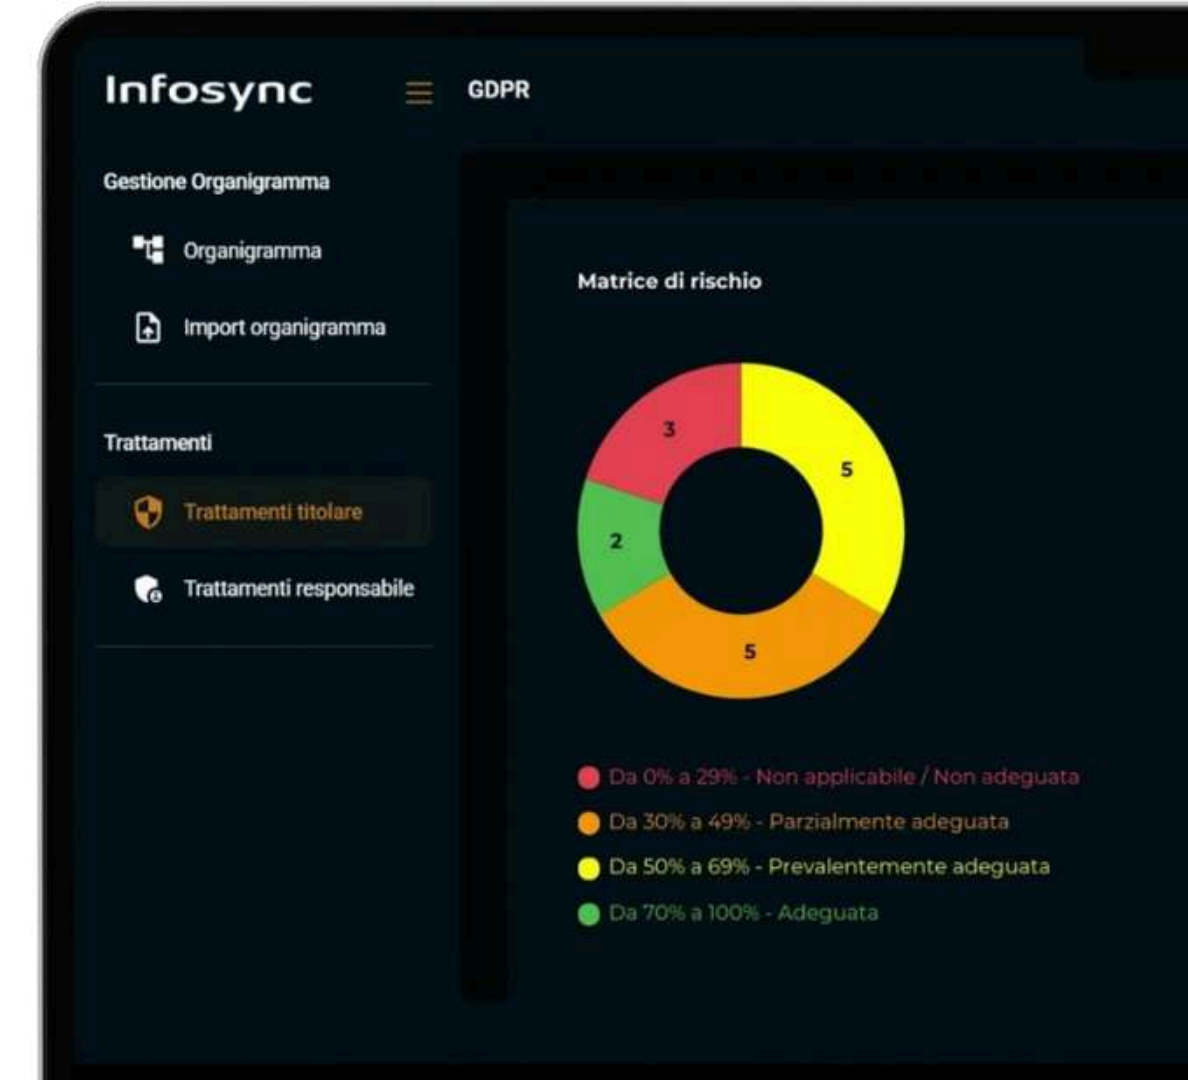 Infosync
GDPR
Gestione Organigramma
Organigramma
Import organigramma
Trattamenti
Trattamenti titolare
Trattamenti responsabile
Matrice di rischio
3
5
2
5
Da 0% a 29% - Non applicabile / Non adeguata
Da 30% a 49% - Parzialmente adeguata
Da 50% a 69% - Prevalentemente adeguata
Da 70% a 100% - Adeguata